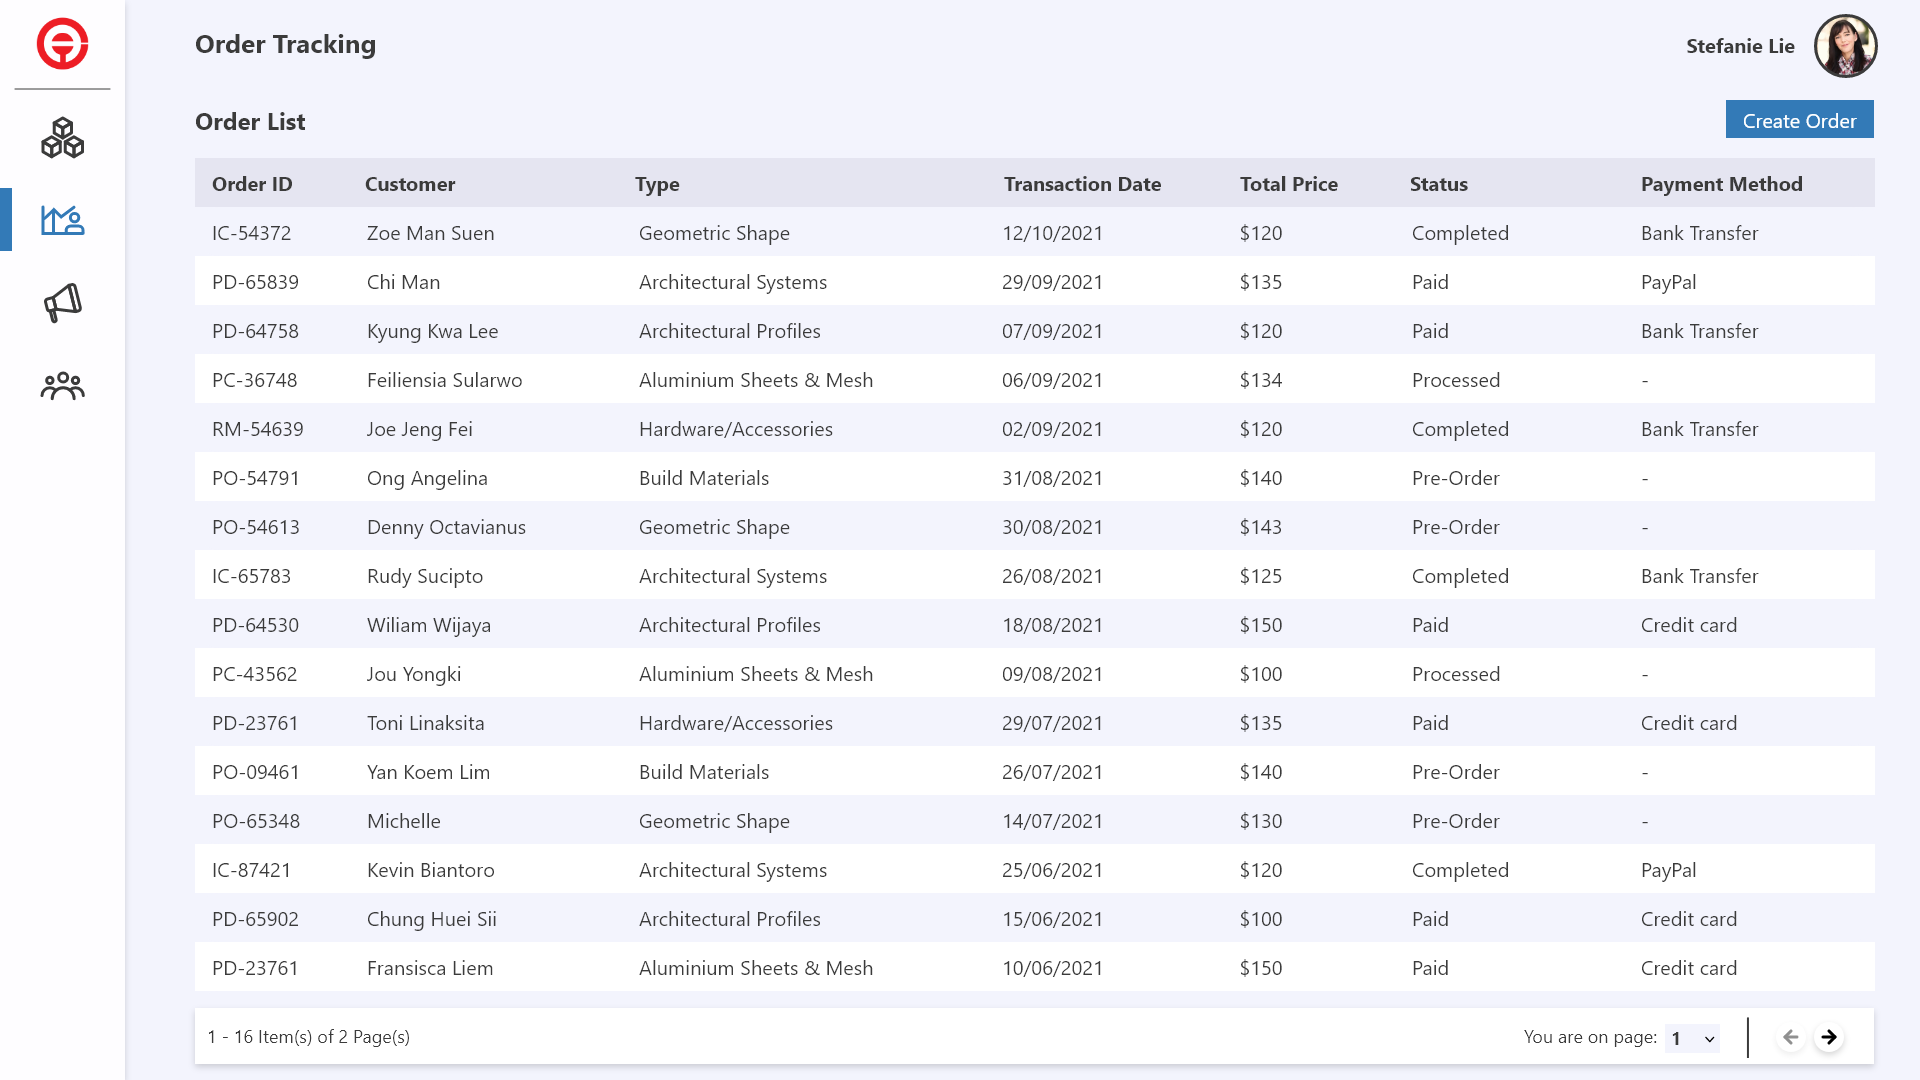 Order Tracking
Stefanie Lie
Order List
Create Order
Order ID Customer Type Transaction Date Total Price Status Payment Method
IC-54372 Zoe Man Suen Geometric Shape 12/10/2021 $120 Completed Bank Transfer
PD-65839 Chi Man Architectural Systems 29/09/2021 $135 Paid PayPal
PD-64758 Kyung Kwa Lee Architectural Profiles 07/09/2021 $120 Paid Bank Transfer
PC-36748 Feiliensia Sularwo Aluminium Sheets & Mesh 06/09/2021 $134 Processed -
RM-54639 Joe Jeng Fei Hardware/Accessories 02/09/2021 $120 Completed Bank Transfer
PO-54791 Ong Angelina Build Materials 31/08/2021 $140 Pre-Order -
PO-54613 Denny Octavianus Geometric Shape 30/08/2021 $143 Pre-Order -
IC-65783 Rudy Sucipto Architectural Systems 26/08/2021 $125 Completed Bank Transfer
PD-64530 Wiliam Wijaya Architectural Profiles 18/08/2021 $150 Paid Credit card
PC-43562 Jou Yongki Aluminium Sheets & Mesh 09/08/2021 $100 Processed -
PD-23761 Toni Linaksita Hardware/Accessories 29/07/2021 $135 Paid Credit card
PO-09461 Yan Koem Lim Build Materials 26/07/2021 $140 Pre-Order -
PO-65348 Michelle Geometric Shape 14/07/2021 $130 Pre-Order -
IC-87421 Kevin Biantoro Architectural Systems 25/06/2021 $120 Completed PayPal
PD-65902 Chung Huei Sii Architectural Profiles 15/06/2021 $100 Paid Credit card
PD-23761 Fransisca Liem Aluminium Sheets & Mesh 10/06/2021 $150 Paid Credit card
1 - 16 Item(s) of 2 Page(s) You are on page: 1